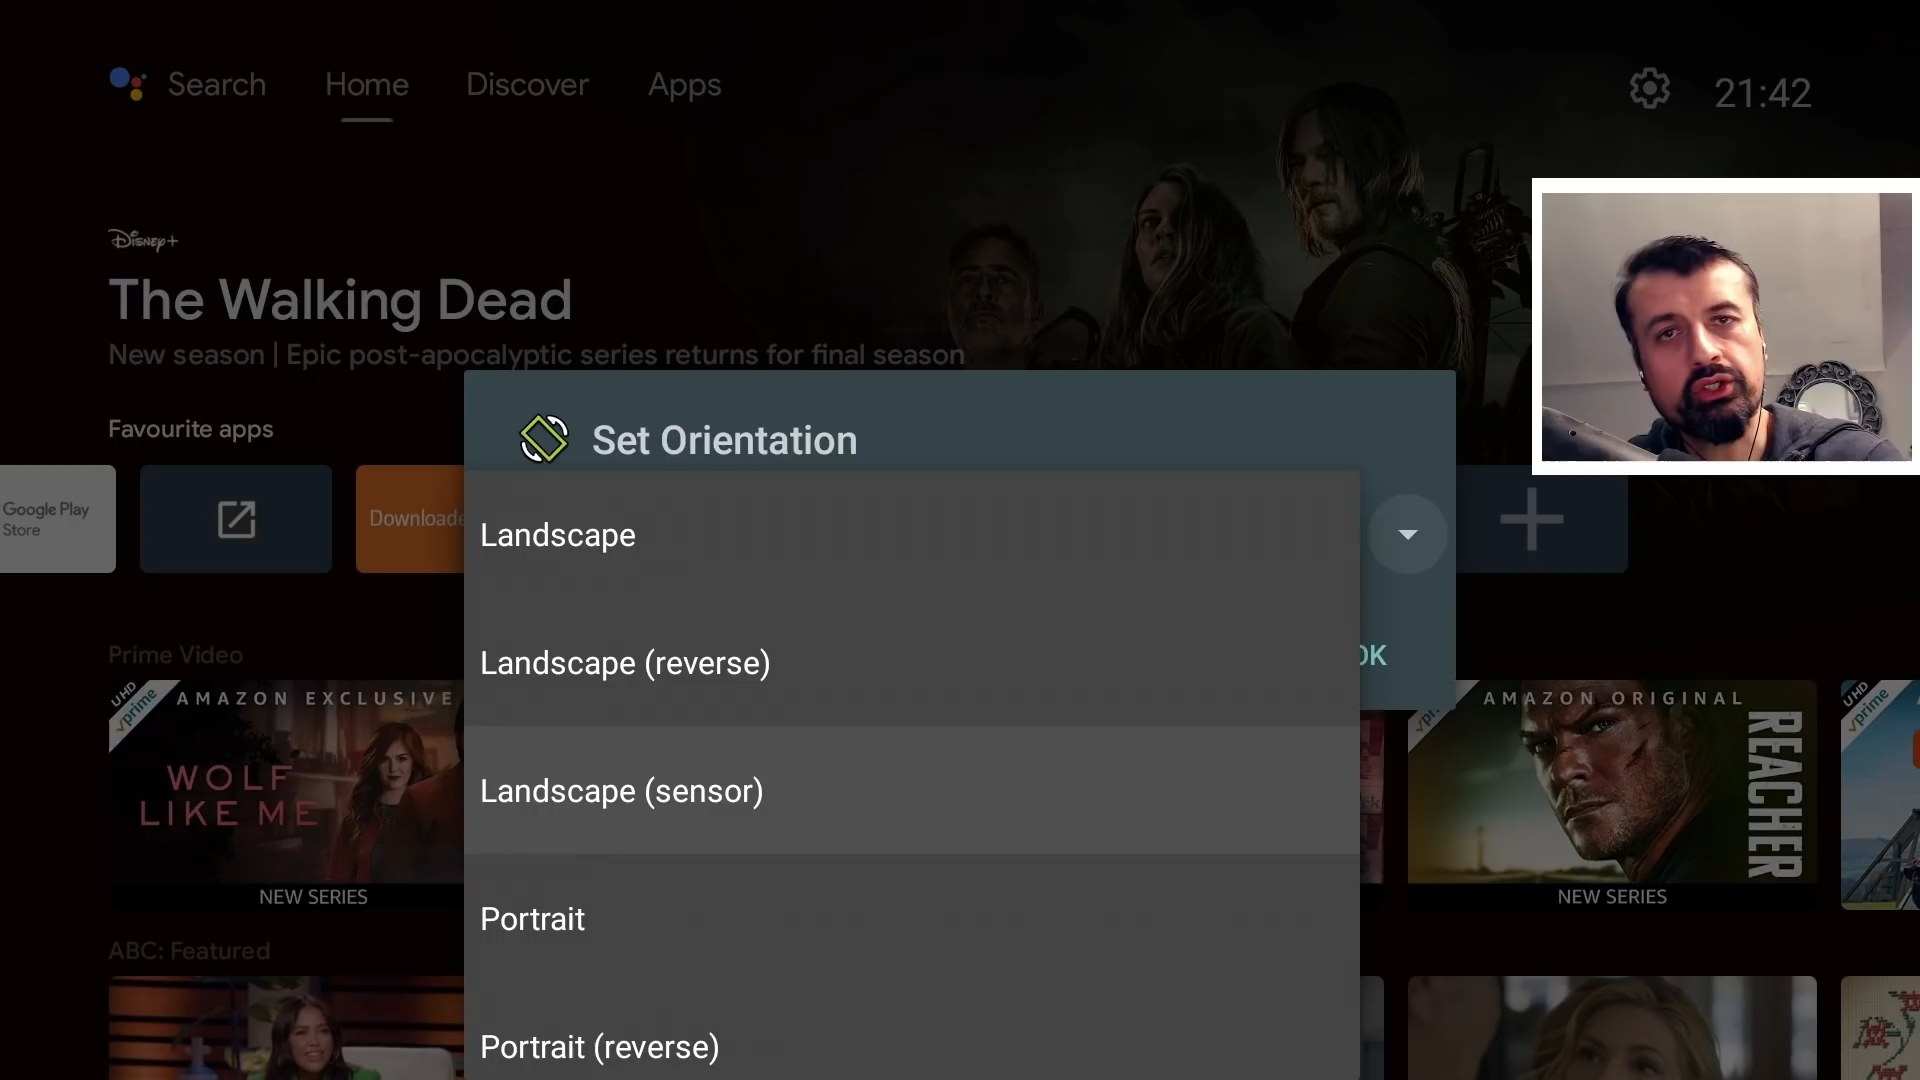 Search
Home
Discover
Apps
21:42
Disney+
The Walking Dead
New season | Epic post-apocalyptic series returns for final season
Favourite apps
Set Orientation
Google Play
Store
Landscape
Landscape (reverse)
OK
Landscape (sensor)
Portrait
Portrait (reverse)
Prime Video
UHD
prime
AMAZON EXCLUSIVE
WOLF
LIKE ME
NEW SERIES
AMAZON ORIGINAL
REACHER
NEW SERIES
UHD
prime
ABC: Featured